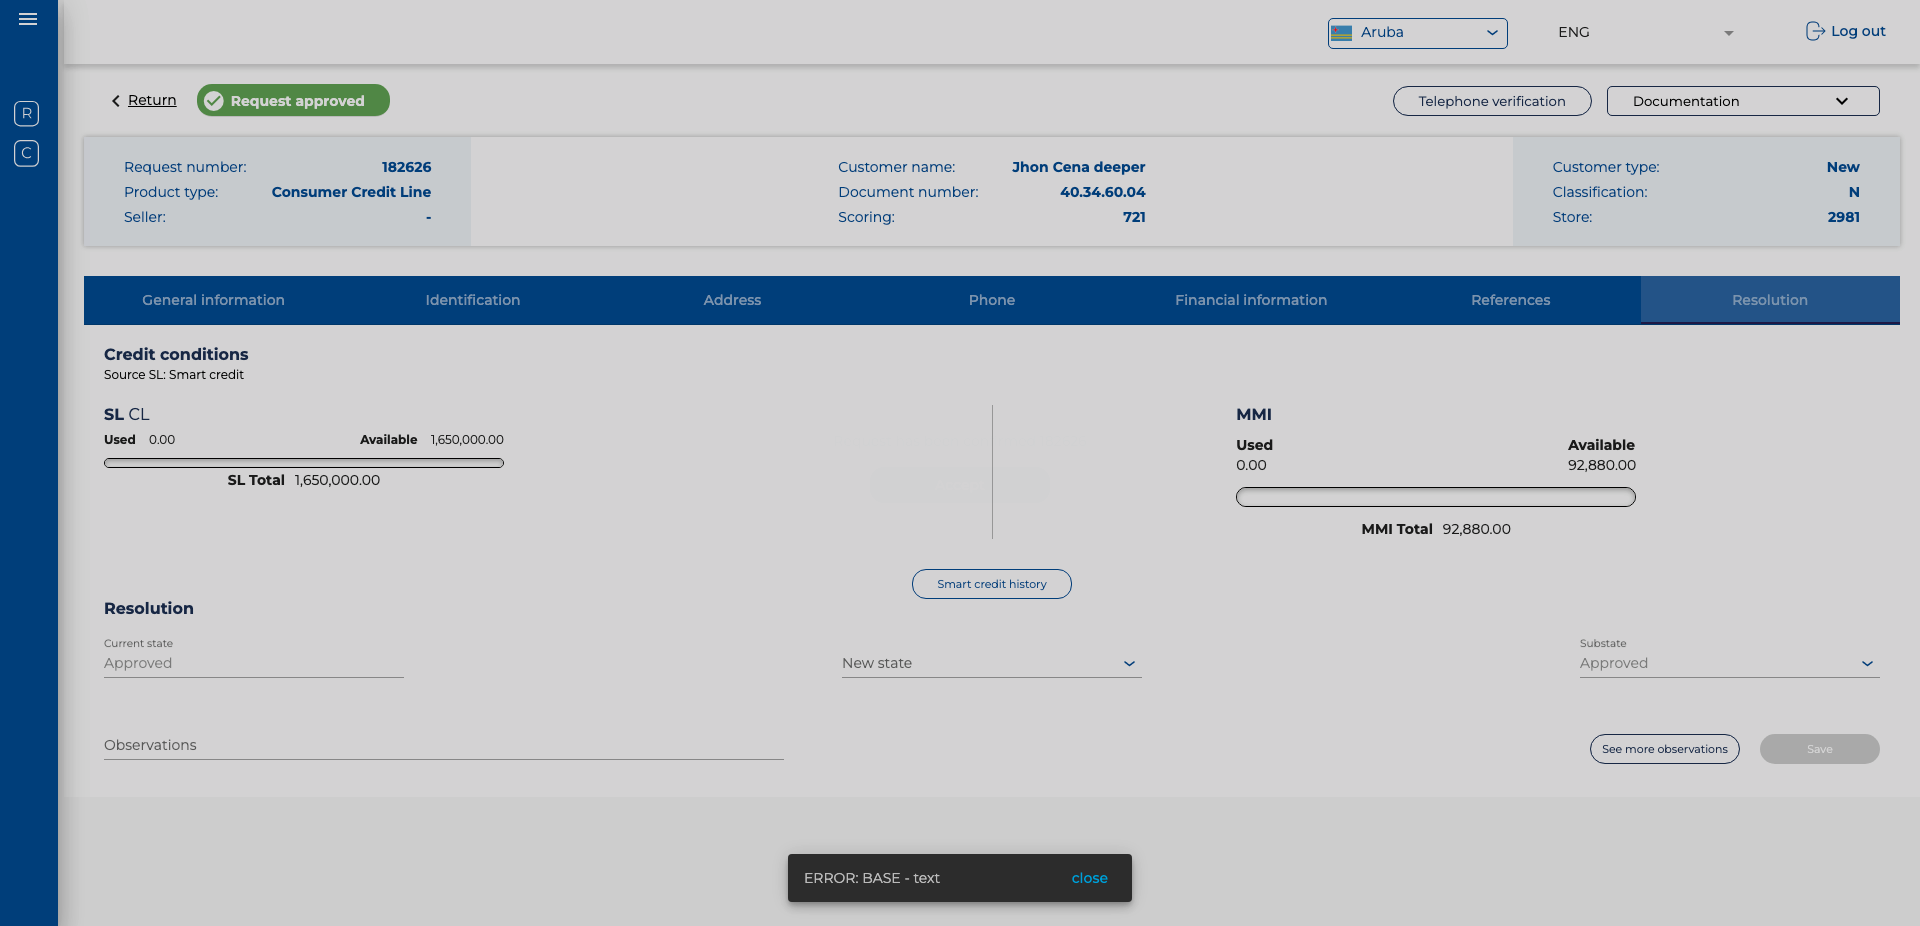 Aruba
ENG
Log out
R
C
Return
Request approved
Telephone verification
Documentation
Request number: 182626
Product type: Consumer Credit Line
Seller: -
Customer name: Jhon Cena deeper
Document number: 40.34.60.04
Scoring: 721
Customer type: New
Classification: N
Store: 2981
General information
Identification
Address
Phone
Financial information
References
Resolution
Credit conditions
Source SL: Smart credit
SL CL
Used 0.00 Available 1,650,000.00
SL Total 1,650,000.00
MMI
Used Available
0.00 92,880.00
MMI Total 92,880.00
Smart credit history
Resolution
Current state
Approved
New state
Substate
Approved
Observations
See more observations
Save
ERROR: BASE - text close